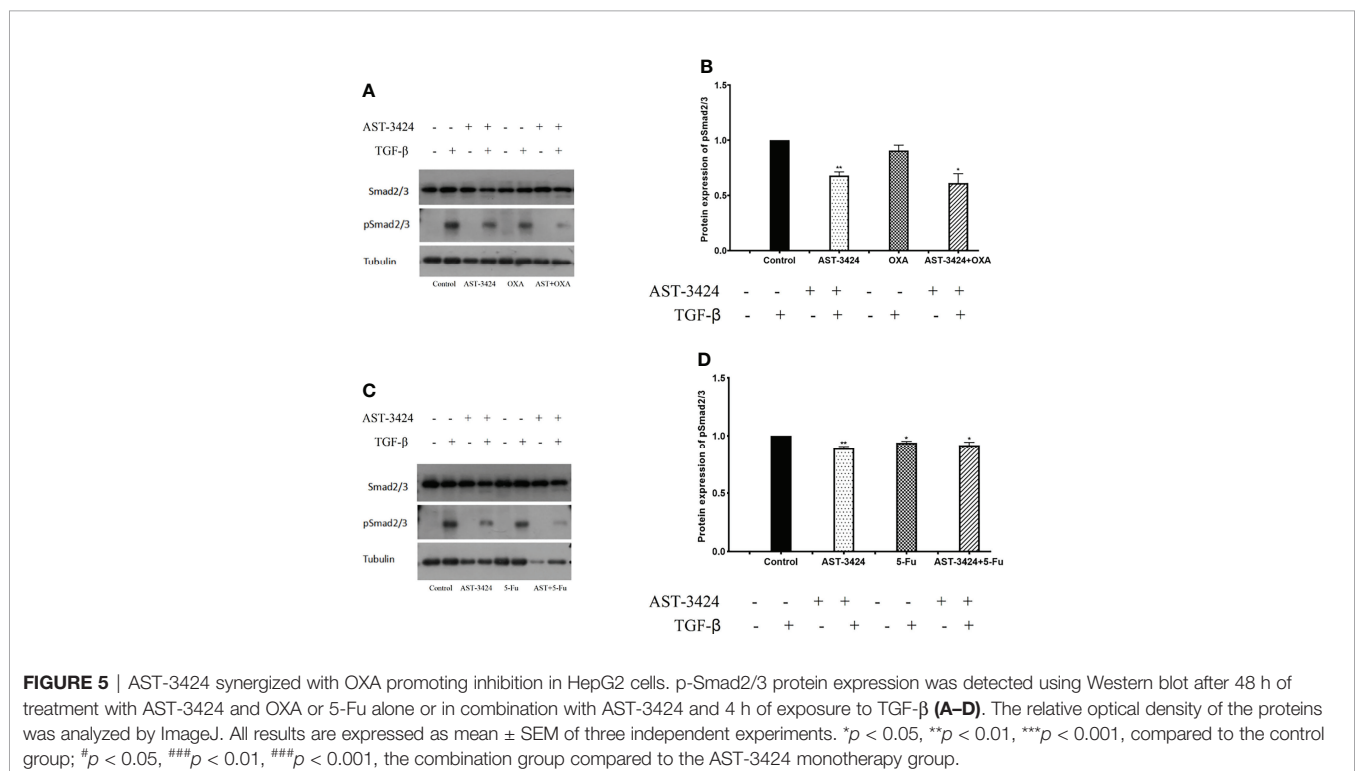 A
AST-3424 - - + + - - + +
TGF-β - + - + - + - +
Smad2/3
pSmad2/3
Tubulin
Control AST-3424 OXA AST+OXA
B
Protein expression of pSmad2/3
1.5
1.0
0.5
0.0
** *
Control AST-3424 OXA AST-3424+OXA
AST-3424 - - + + - - + +
TGF-β - + - + - + - +
C
AST-3424 - - + + - - + +
TGF-β - + - + - + - +
Smad2/3
pSmad2/3
Tubulin
Control AST-3424 5-Fu AST+5-Fu
D
Protein expression of pSmad2/3
1.5
1.0
0.5
0.0
** * *
Control AST-3424 5-Fu AST-3424+5-Fu
AST-3424 - - + + - - + +
TGF-β - + - + - + - +
FIGURE 5 | AST-3424 synergized with OXA promoting inhibition in HepG2 cells. p-Smad2/3 protein expression was detected using Western blot after 48 h of
treatment with AST-3424 and OXA or 5-Fu alone or in combination with AST-3424 and 4 h of exposure to TGF-β (A–D). The relative optical density of the proteins
was analyzed by ImageJ. All results are expressed as mean ± SEM of three independent experiments. *p < 0.05, **p < 0.01, ***p < 0.001, compared to the control
group; #p < 0.05, ###p < 0.01, ###p < 0.001, the combination group compared to the AST-3424 monotherapy group.